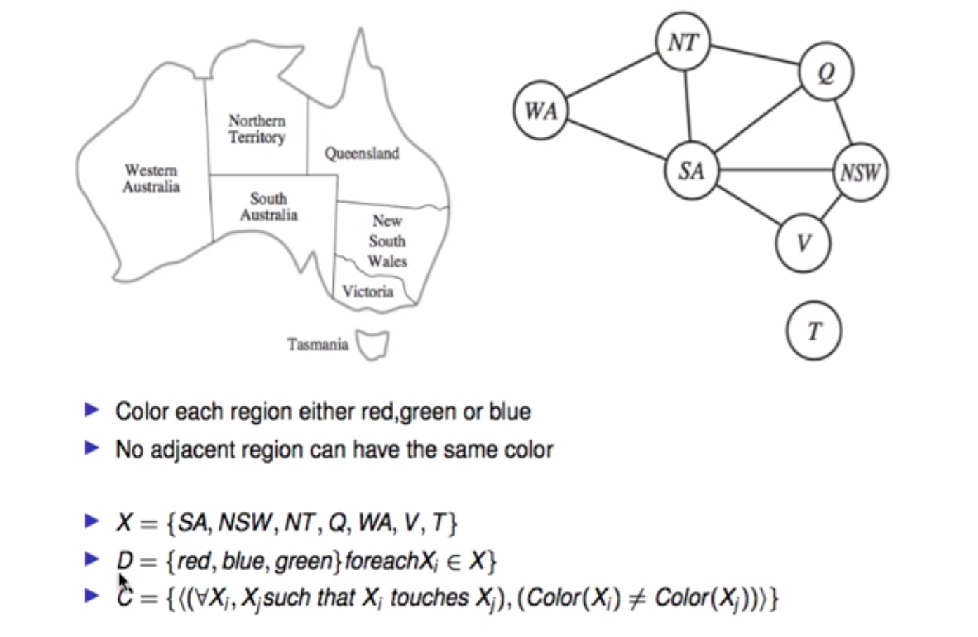 Northern
Territory
Western
Australia
Queensland
South
Australia
New
South
Wales
Victoria
Tasmania
NT
Q
WA
SA
NSW
V
T
► Color each region either red,green or blue
► No adjacent region can have the same color
► X = {SA, NSW, NT, Q, WA, V, T}
► D = {red, blue, green}foreachXᵢ ∈ X}
► C = {⟨(∀Xᵢ, Xⱼsuch that Xᵢ touches Xⱼ), (Color(Xᵢ) ≠ Color(Xⱼ))⟩}